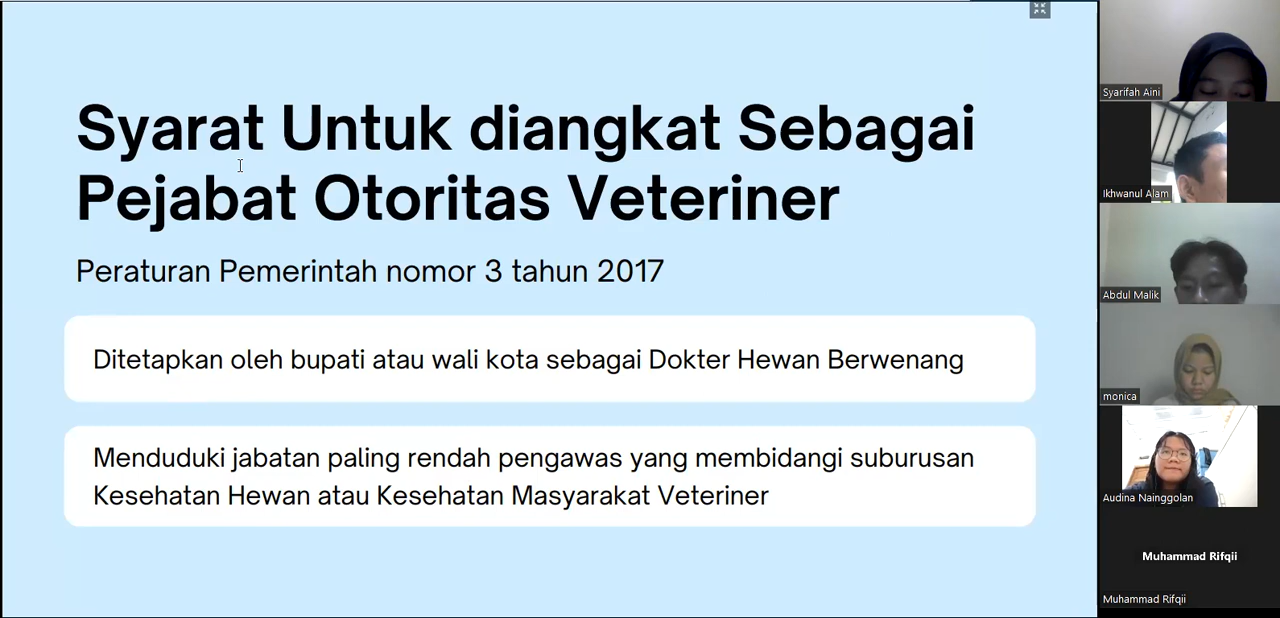 Syarat Untuk diangkat Sebagai
Pejabat Otoritas Veteriner
Peraturan Pemerintah nomor 3 tahun 2017
Ditetapkan oleh bupati atau wali kota sebagai Dokter Hewan Berwenang
Menduduki jabatan paling rendah pengawas yang membidangi suburusan
Kesehatan Hewan atau Kesehatan Masyarakat Veteriner
Syarifah Aini
Ikhwanul Alam
Abdul Malik
monica
Audina Nainggolan
Muhammad Rifqii
Muhammad Rifqii